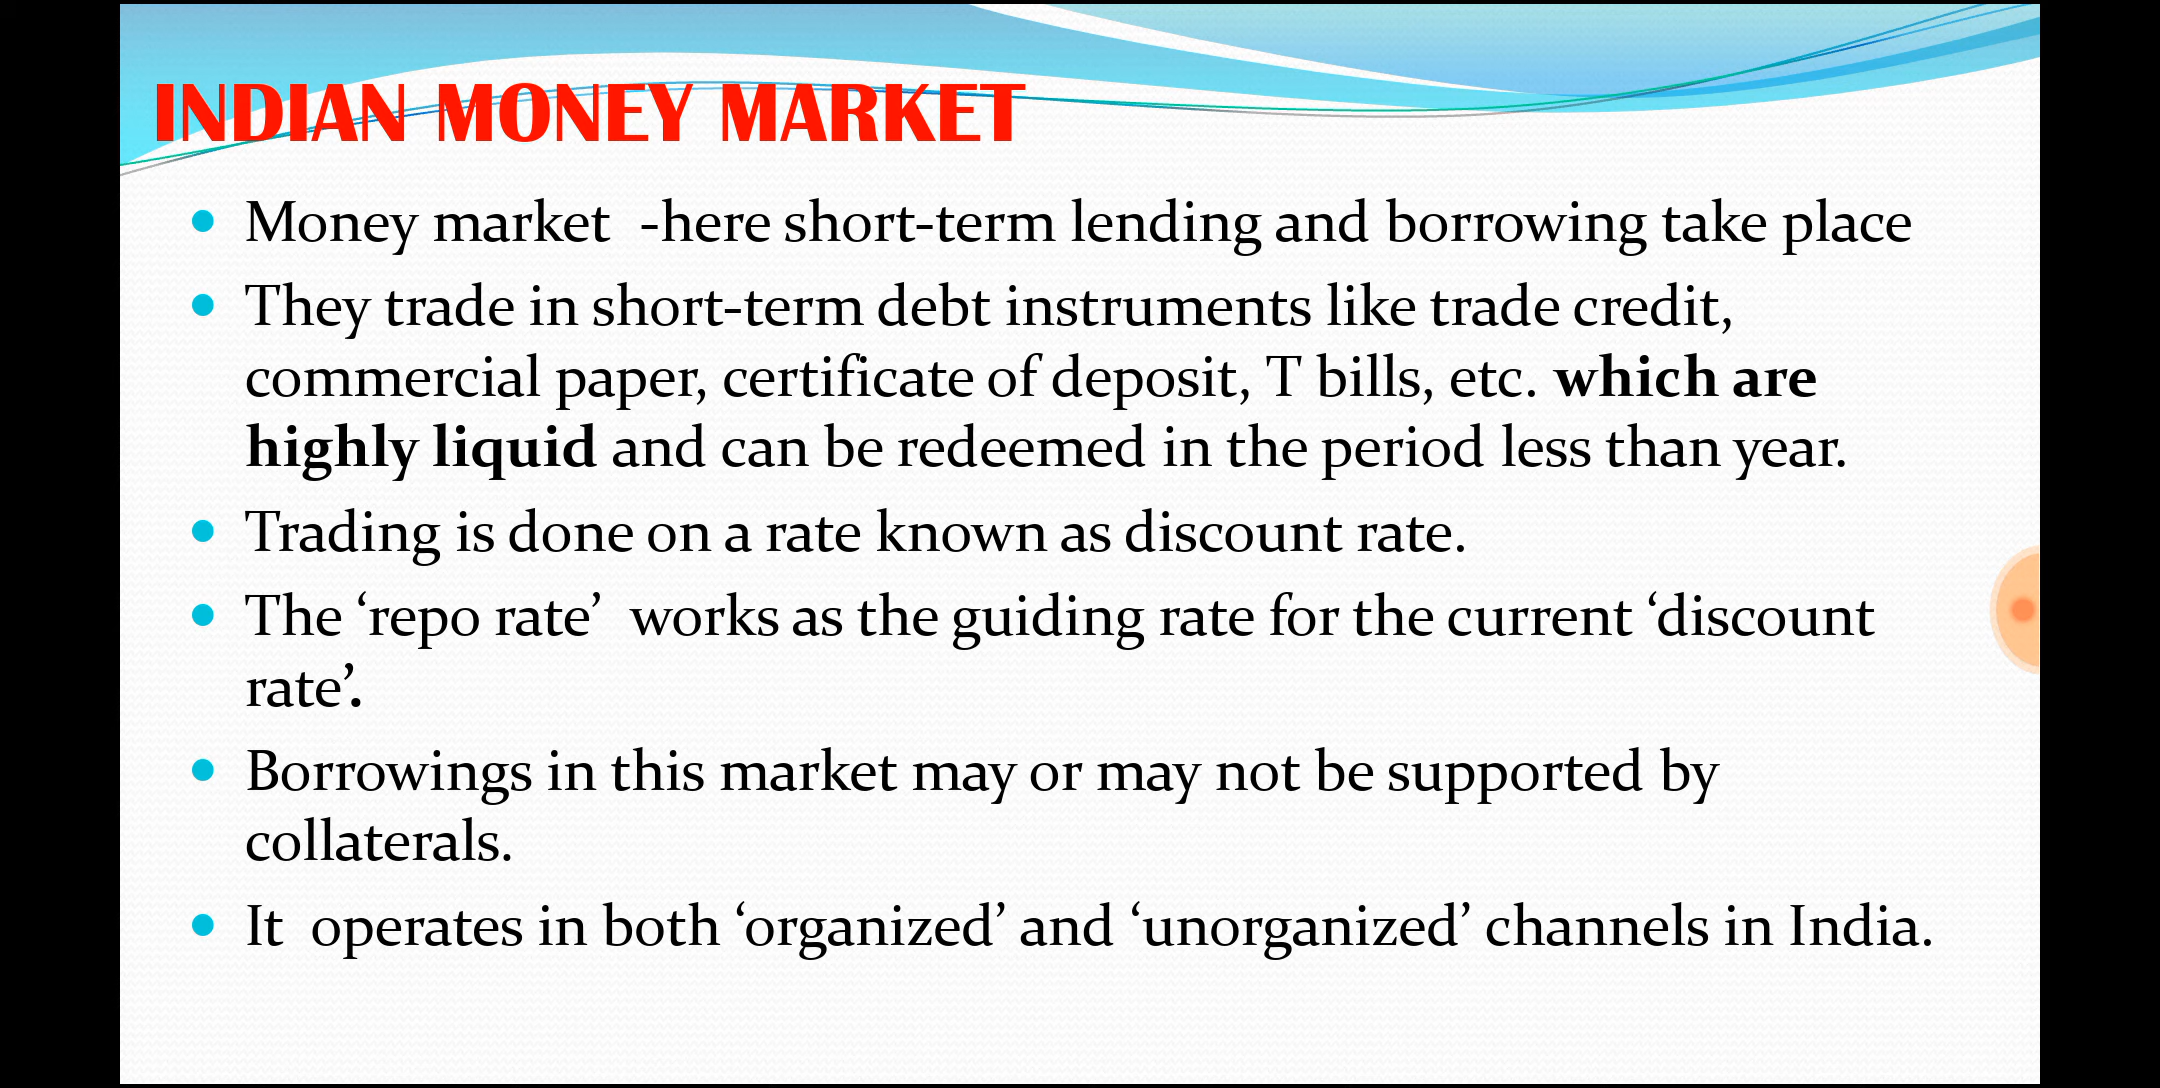 INDIAN MONEY MARKET
• Money market  -here short-term lending and borrowing take place
• They trade in short-term debt instruments like trade credit,
commercial paper, certificate of deposit, T bills, etc. which are
highly liquid and can be redeemed in the period less than year.
• Trading is done on a rate known as discount rate.
• The ‘repo rate’  works as the guiding rate for the current ‘discount
rate’.
• Borrowings in this market may or may not be supported by
collaterals.
• It  operates in both ‘organized’ and ‘unorganized’ channels in India.